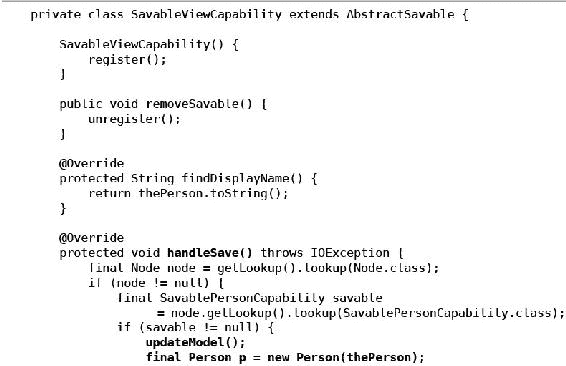 private class SavableViewCapability extends AbstractSavable {
SavableViewCapability() {
register();
}
public void removeSavable() {
unregister();
}
@Override
protected String findDisplayName() {
return thePerson.toString();
}
@Override
protected void handleSave() throws IOException {
final Node node = getLookup().lookup(Node.class);
if (node != null) {
final SavablePersonCapability savable
= node.getLookup().lookup(SavablePersonCapability.class);
if (savable != null) {
updateModel();
final Person p = new Person(thePerson);